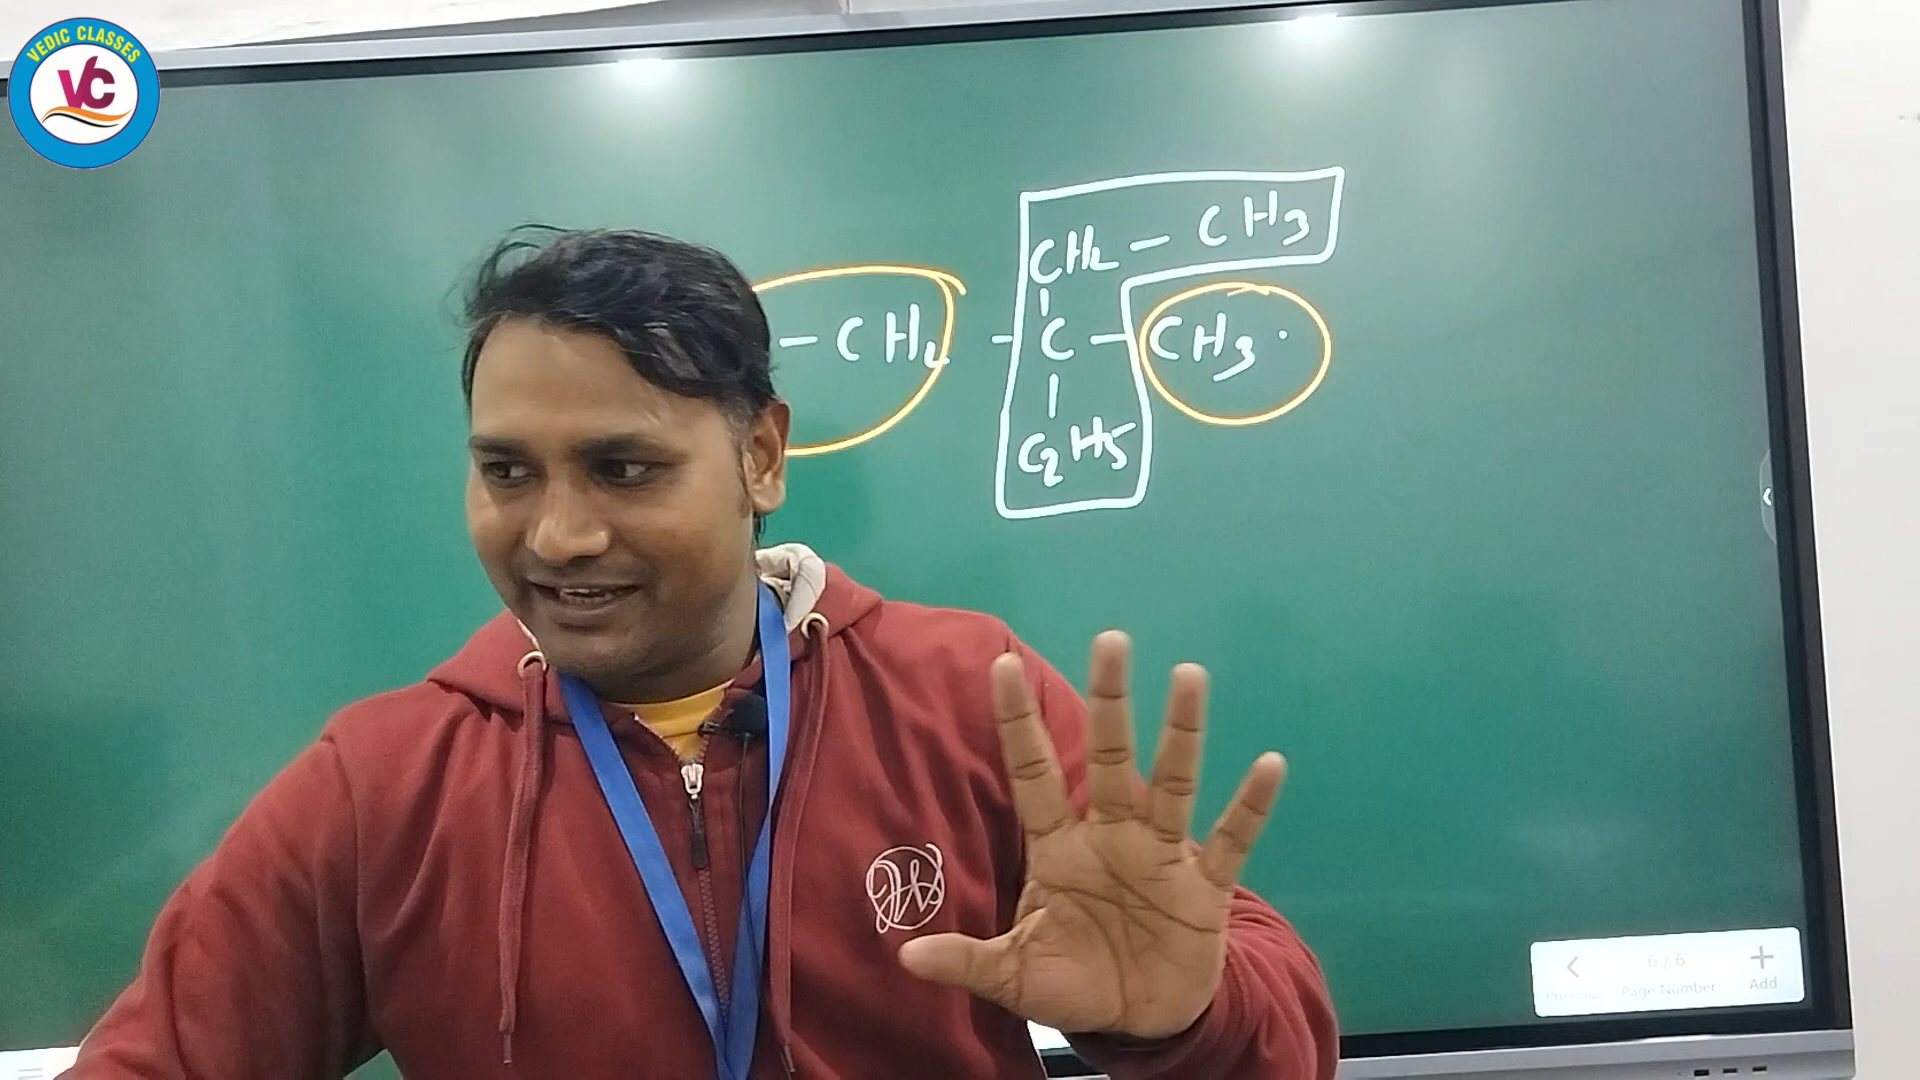 VEDIC CLASSES
VC
CH2 - CH3
- CH2 - C - CH3
C2H5
6/6
Page Number
Add